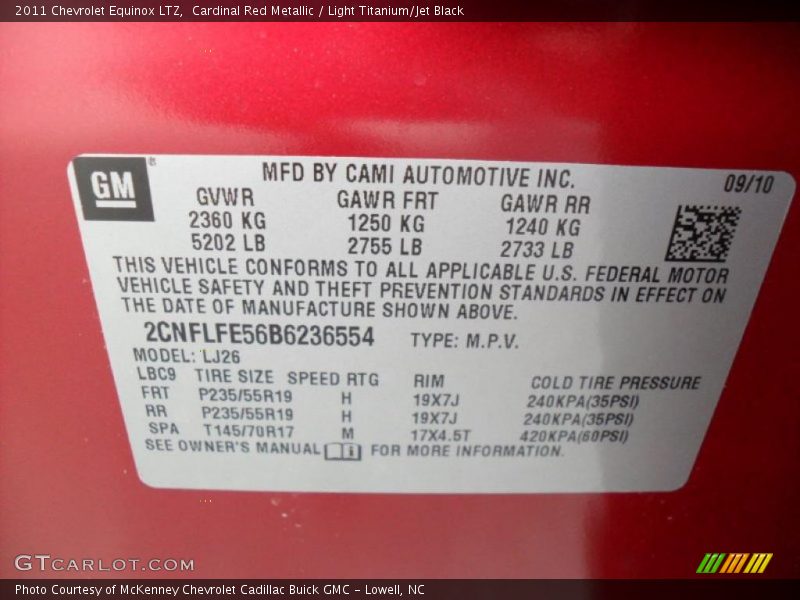 2011 Chevrolet Equinox LTZ, Cardinal Red Metallic / Light Titanium/Jet Black
GM
MFD BY CAMI AUTOMOTIVE INC. 09/10
GVWR GAWR FRT GAWR RR
2360 KG 1250 KG 1240 KG
5202 LB 2755 LB 2733 LB
THIS VEHICLE CONFORMS TO ALL APPLICABLE U.S. FEDERAL MOTOR
VEHICLE SAFETY AND THEFT PREVENTION STANDARDS IN EFFECT ON
THE DATE OF MANUFACTURE SHOWN ABOVE.
2CNFLFE56B6236554 TYPE: M.P.V.
MODEL: LJ26
LBC9 TIRE SIZE SPEED RTG RIM COLD TIRE PRESSURE
FRT P235/55R19 H 19X7J 240KPA(35PSI)
RR P235/55R19 H 19X7J 240KPA(35PSI)
SPA T145/70R17 M 17X4.5T 420KPA(60PSI)
SEE OWNER'S MANUAL i FOR MORE INFORMATION.
GTCARLOT.COM
Photo Courtesy of McKenney Chevrolet Cadillac Buick GMC - Lowell, NC